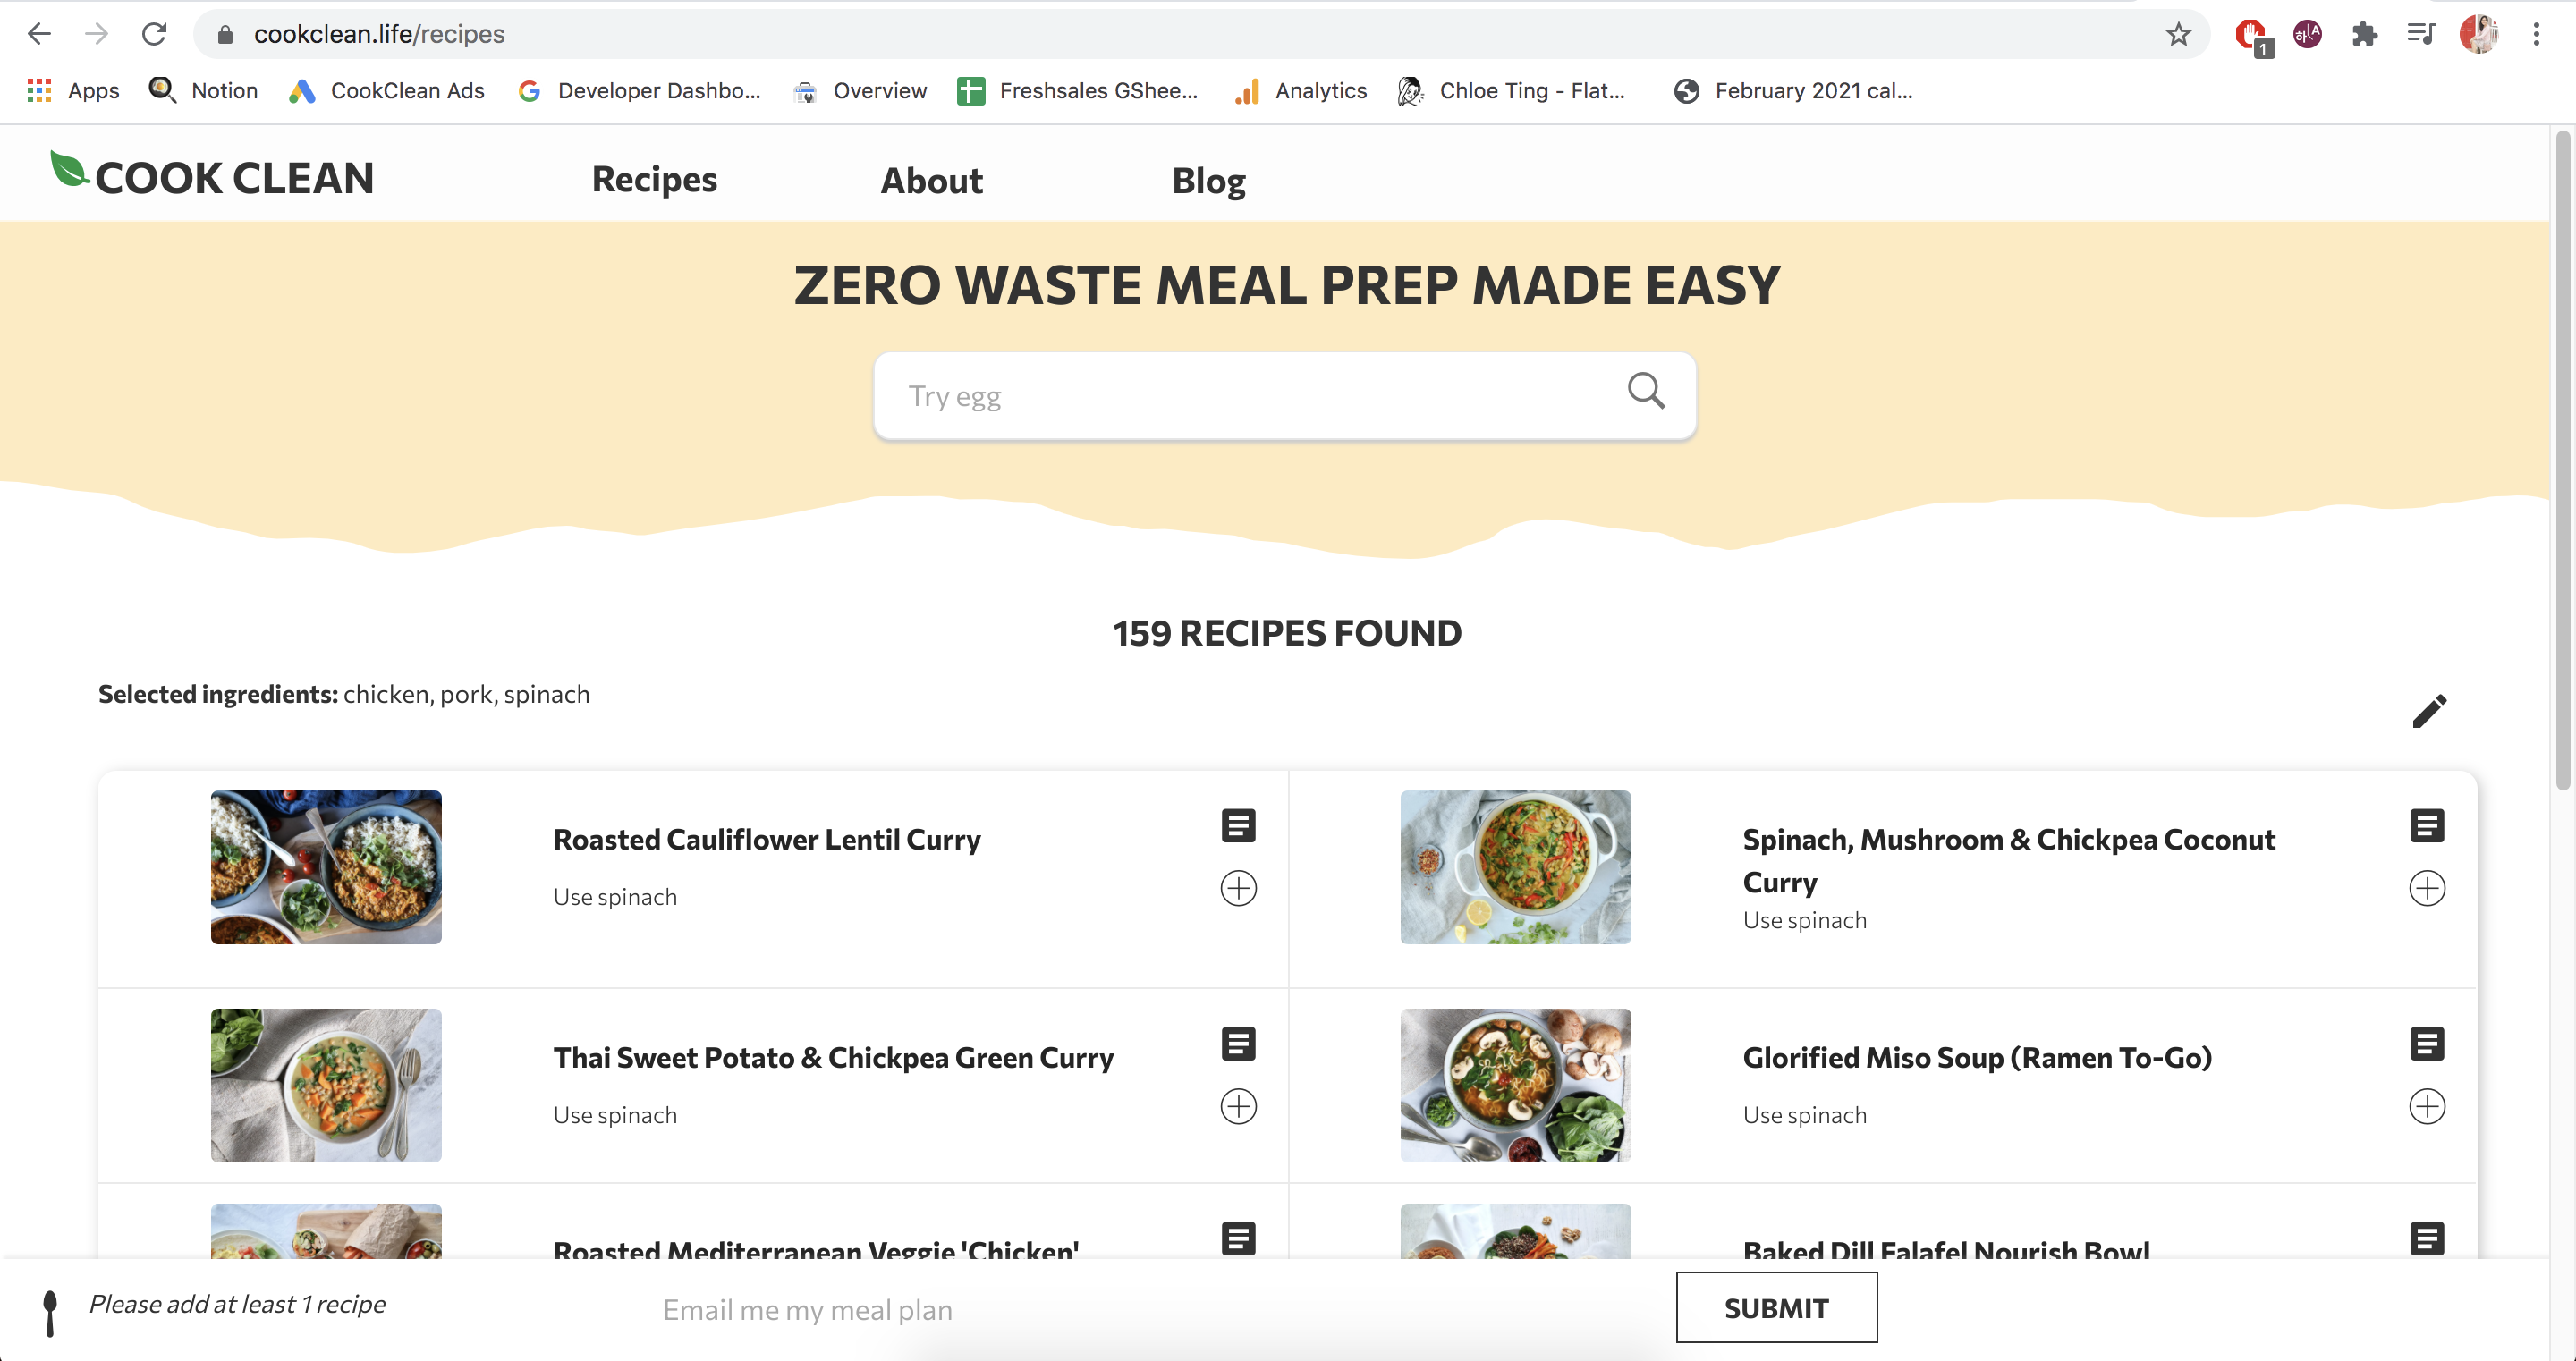 cookclean.life/recipes
1
하 A
Apps Notion CookClean Ads Developer Dashbo... Overview Freshsales GShee... Analytics Chloe Ting - Flat... February 2021 cal...
COOK CLEAN Recipes About Blog
ZERO WASTE MEAL PREP MADE EASY
Try egg
159 RECIPES FOUND
Selected ingredients: chicken, pork, spinach
Roasted Cauliflower Lentil Curry
Use spinach
Spinach, Mushroom & Chickpea Coconut
Curry
Use spinach
Thai Sweet Potato & Chickpea Green Curry
Use spinach
Glorified Miso Soup (Ramen To-Go)
Use spinach
Roasted Mediterranean Veggie 'Chicken'
Baked Dill Falafel Nourish Bowl
Please add at least 1 recipe
Email me my meal plan
SUBMIT